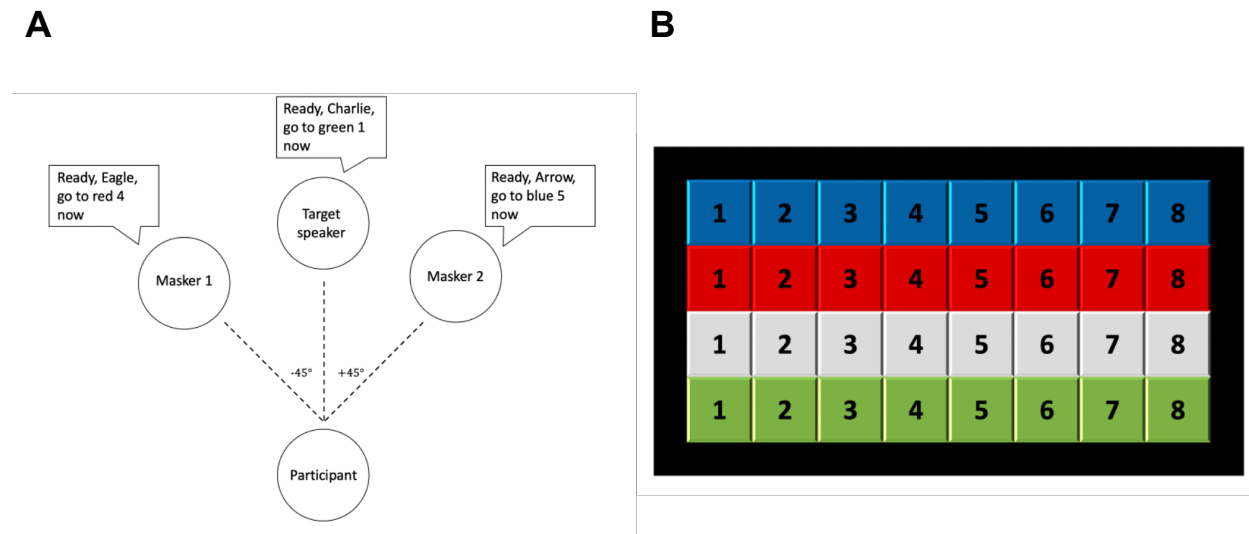 A
B
Ready, Charlie,
go to green 1
now
Ready, Eagle,
go to red 4
now
Ready, Arrow,
go to blue 5
now
Target
speaker
Masker 1
Masker 2
-45°
+45°
Participant
1 2 3 4 5 6 7 8
1 2 3 4 5 6 7 8
1 2 3 4 5 6 7 8
1 2 3 4 5 6 7 8